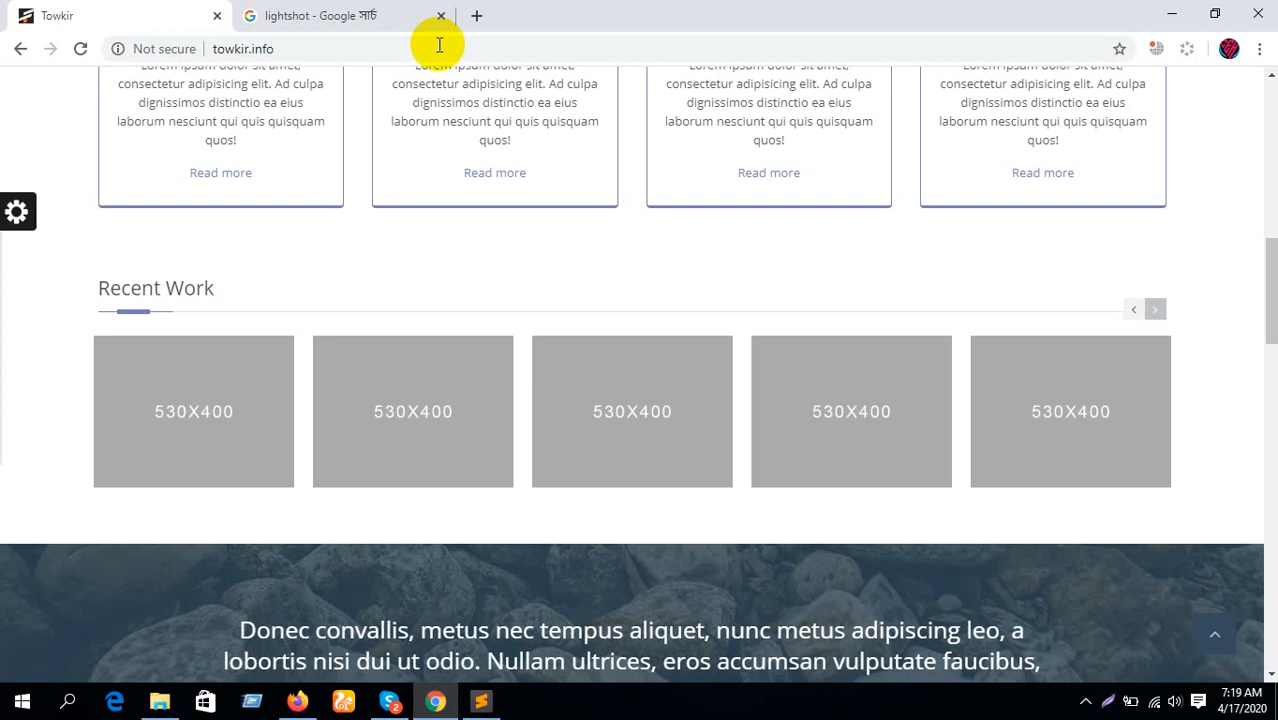 Towkir
lightshot - Google সার্চ
Not secure
towkir.info
consectetur adipisicing elit. Ad culpa
dignissimos distinctio ea eius
laborum nesciunt qui quis quisquam
quos!
Read more
consectetur adipisicing elit. Ad culpa
dignissimos distinctio ea eius
laborum nesciunt qui quis quisquam
quos!
Read more
consectetur adipisicing elit. Ad culpa
dignissimos distinctio ea eius
laborum nesciunt qui quis quisquam
quos!
Read more
consectetur adipisicing elit. Ad culpa
dignissimos distinctio ea eius
laborum nesciunt qui quis quisquam
quos!
Read more
Recent Work
530X400
530X400
530X400
530X400
530X400
Donec convallis, metus nec tempus aliquet, nunc metus adipiscing leo, a
lobortis nisi dui ut odio. Nullam ultrices, eros accumsan vulputate faucibus,
7:19 AM
4/17/2020